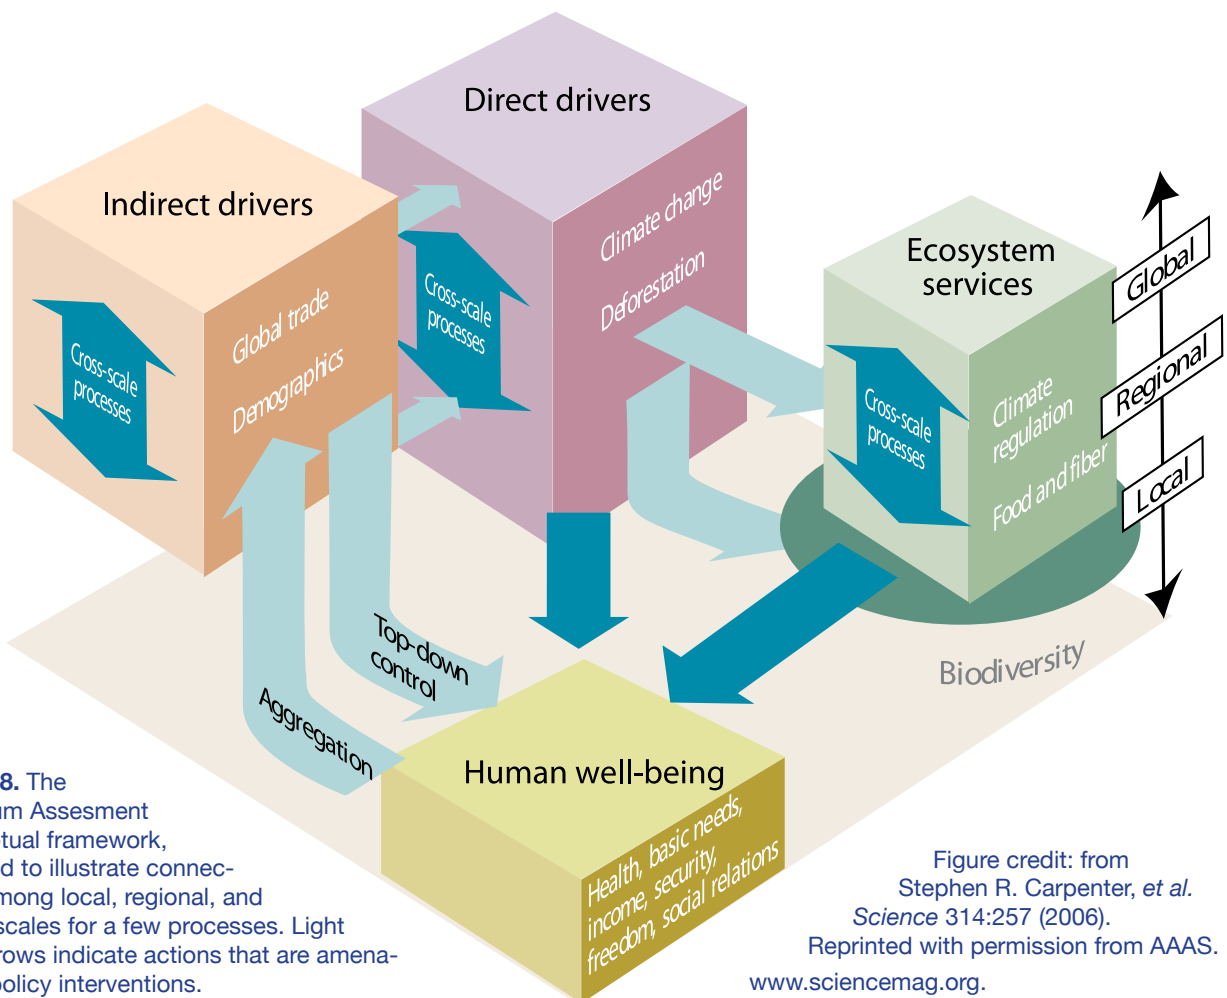 Direct drivers
Indirect drivers
Climate change
Deforestation
Cross-scale
processes
Global trade
Demographics
Cross-scale
processes
Ecosystem
services
Cross-scale
processes
Climate
regulation
Food and fiber
Global
Regional
Local
Biodiversity
Top-down
control
Aggregation
Human well-being
Health, basic needs,
income, security,
freedom, social relations
8. The
um Assesment
tual framework,
d to illustrate connec-
mong local, regional, and
scales for a few processes. Light
rows indicate actions that are amena-
policy interventions.
Figure credit: from
Stephen R. Carpenter, et al.
Science 314:257 (2006).
Reprinted with permission from AAAS.
www.sciencemag.org.